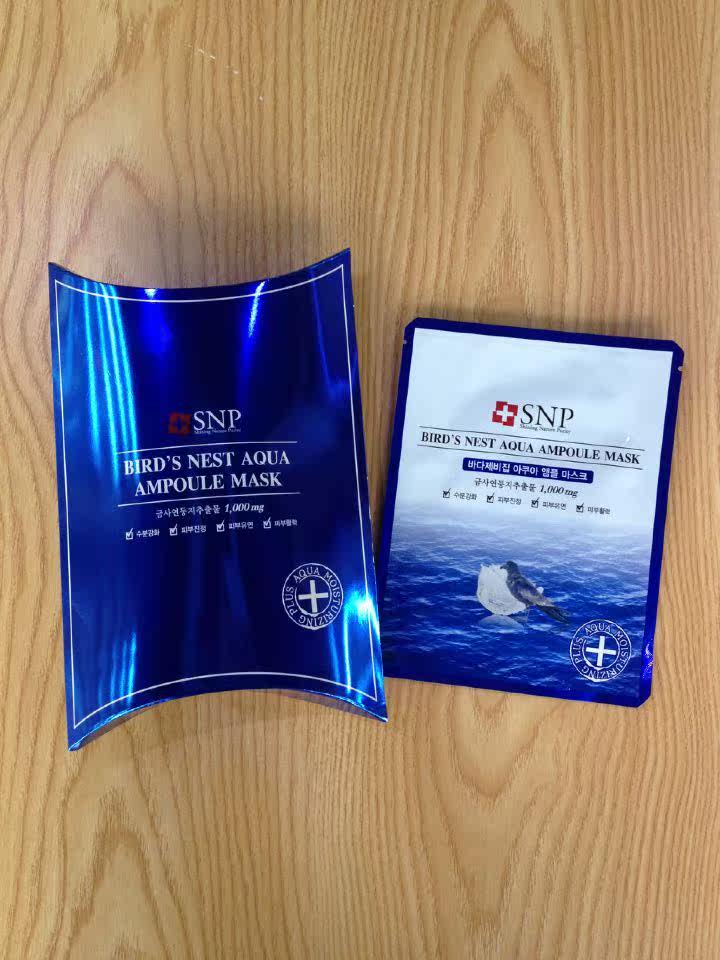 SNP
Shining Nature Purity
BIRD'S NEST AQUA
AMPOULE MASK
금사연둥지추출물 1,000 mg
수분강화 피부진정 피부유연 피부활력
PLUS AQUA MOISTURIZING
SNP
Shining Nature Purity
BIRD'S NEST AQUA AMPOULE MASK
바다제비집 아쿠아 앰플 마스크
금사연둥지추출물 1,000 mg
수분강화 피부진정 피부유연 피부활력
PLUS AQUA MOISTURIZING